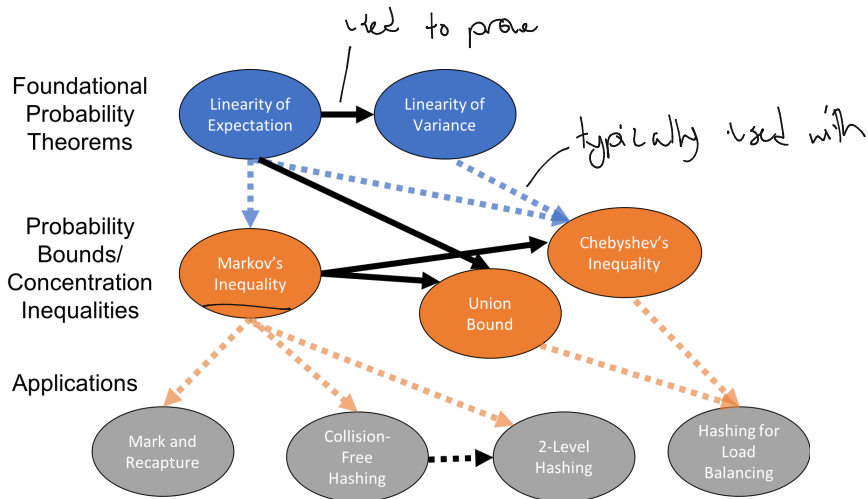 used to prove
Foundational
Probability
Theorems
Linearity of
Expectation
Linearity of
Variance
typically used with
Probability
Bounds/
Concentration
Inequalities
Markov's
Inequality
Chebyshev's
Inequality
Union
Bound
Applications
Mark and
Recapture
Collision-
Free
Hashing
2-Level
Hashing
Hashing for
Load
Balancing